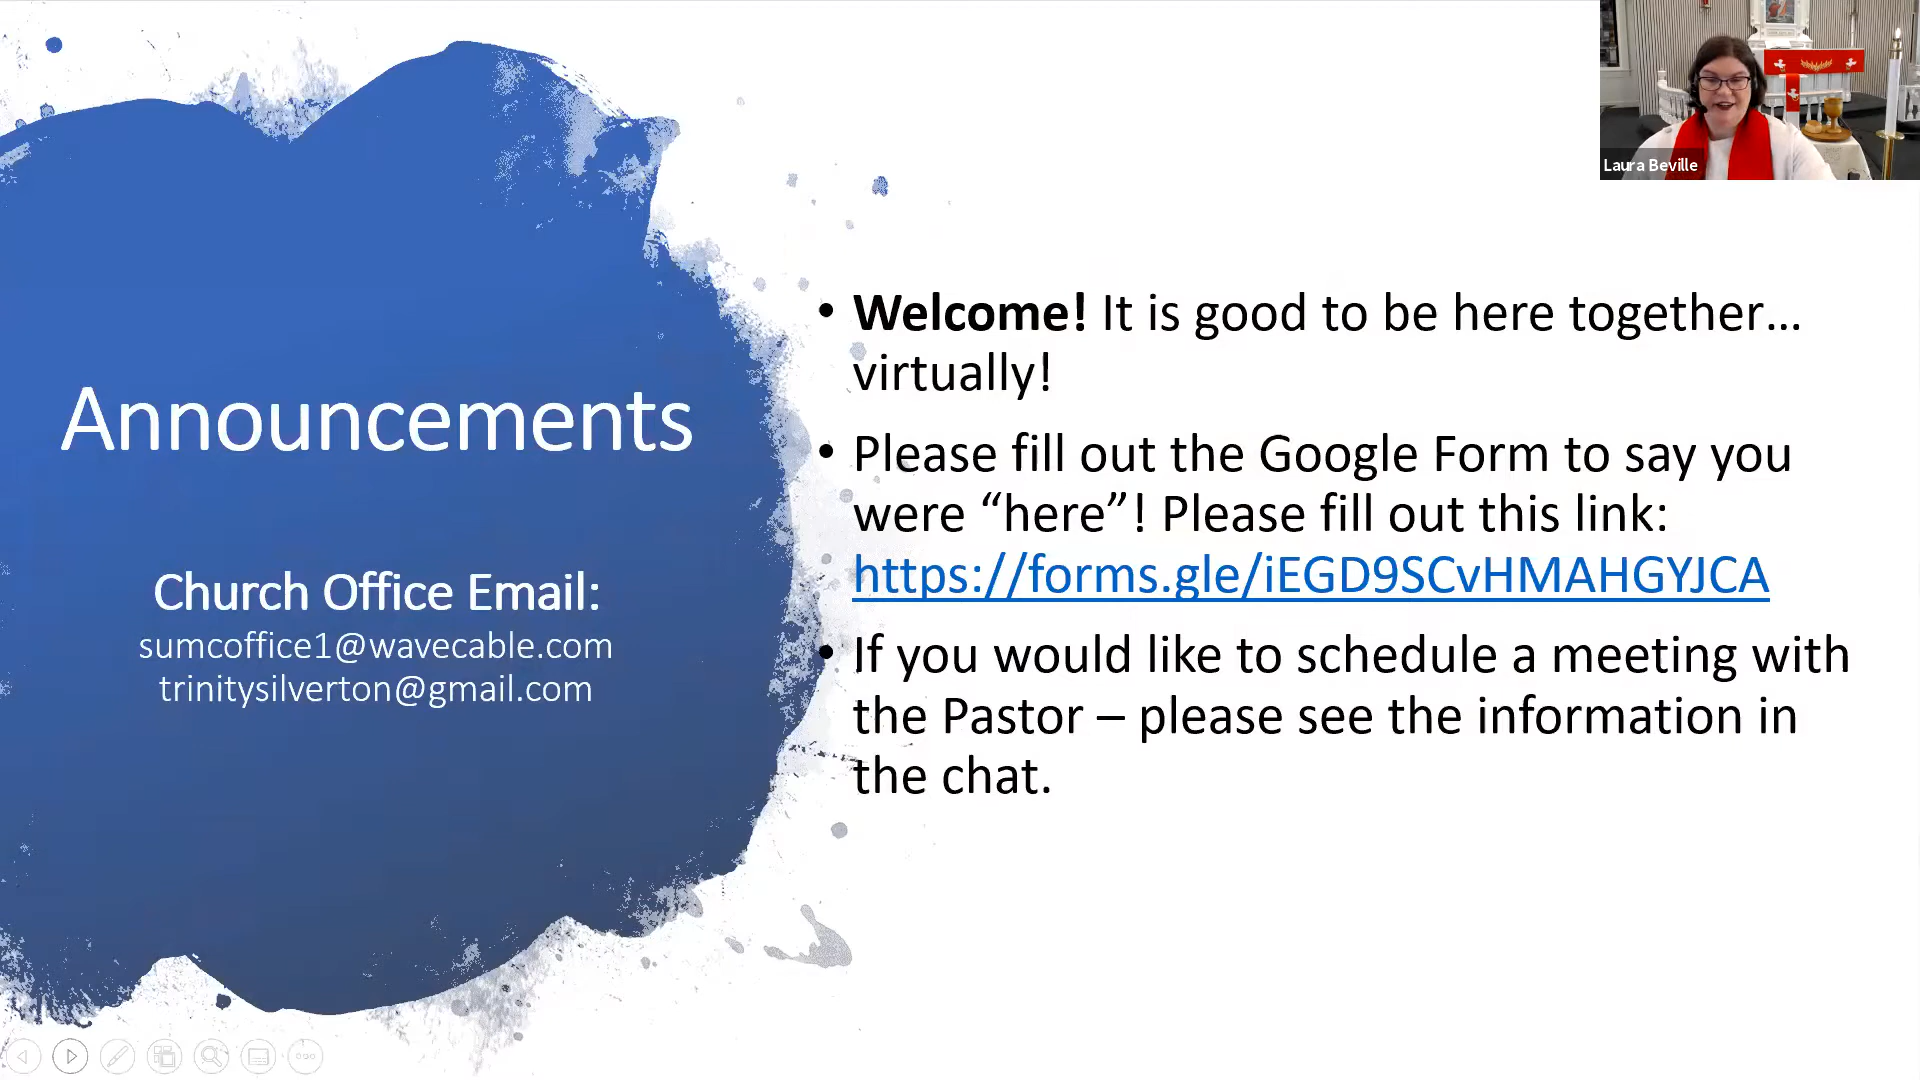 Announcements
Church Office Email:
sumcoffice1@wavecable.com
trinitysilverton@gmail.com
• Welcome! It is good to be here together…
virtually!
• Please fill out the Google Form to say you
were “here”! Please fill out this link:
https://forms.gle/iEGD9SCvHMAHGYJCA
• If you would like to schedule a meeting with
the Pastor – please see the information in
the chat.
Laura Beville